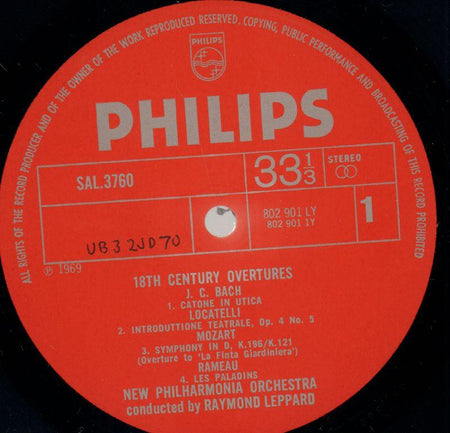 ALL RIGHTS OF THE RECORD PRODUCER AND OF THE OWNER OF THE WORK REPRODUCED RESERVED. COPYING, PUBLIC PERFORMANCE AND BROADCASTING OF THIS RECORD PROHIBITED
PHILIPS
PHILIPS
SAL.3760
33 1/3
STEREO
802 901 LY
802 901 1Y
1
UB3 2JD70
℗ 1969
18TH CENTURY OVERTURES
J. C. BACH
1. CATONE IN UTICA
LOCATELLI
2. INTRODUTTIONE TEATRALE, Op. 4 No. 5
MOZART
3. SYMPHONY IN D, K.196/K.121
(Overture to 'La Finta Giardiniera')
RAMEAU
4. LES PALADINS
NEW PHILHARMONIA ORCHESTRA
conducted by RAYMOND LEPPARD